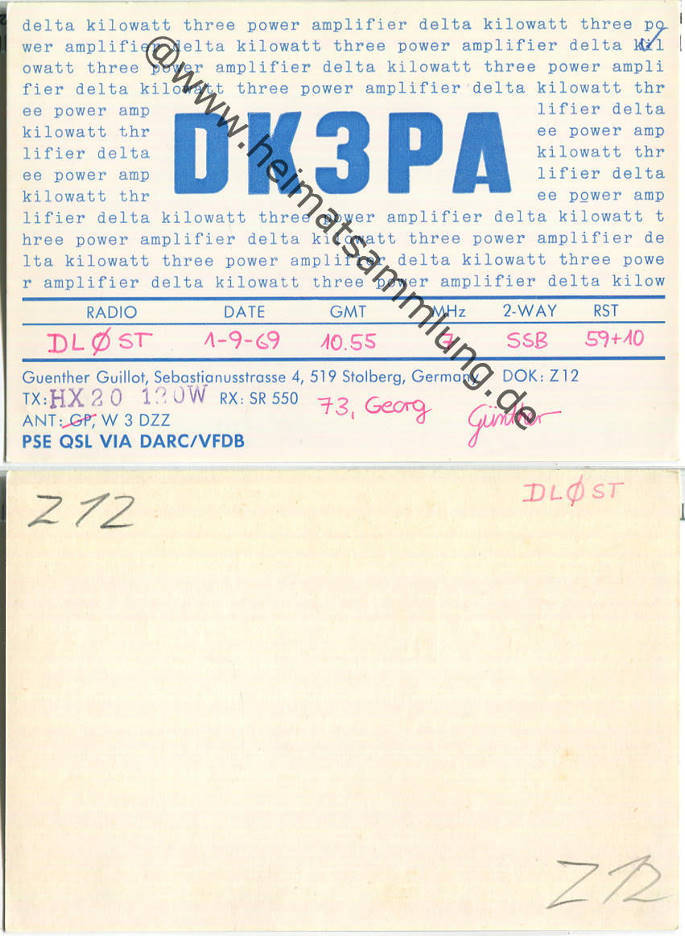 delta kilowatt three power amplifier delta kilowatt three po
wer amplifier delta kilowatt three power amplifier delta kil
owatt three power amplifier delta kilowatt three power ampli
fier delta kilowatt three power amplifier delta kilowatt thr
ee power amp lifier delta
kilowatt thr ee power amp
lifier delta kilowatt thr
ee power amp lifier delta
kilowatt thr ee power amp
DK3PA
lifier delta kilowatt three power amplifier delta kilowatt t
hree power amplifier delta kilowatt three power amplifier de
lta kilowatt three power amplifier delta kilowatt three powe
r amplifier delta kilowatt three power amplifier delta kilow
@www.heimatsammlung.de
RADIO DATE GMT MHz 2-WAY RST
DLØST 1-9-69 10.55 7 SSB 59+10
Guenther Guillot, Sebastianusstrasse 4, 519 Stolberg, Germany DOK: Z12
TX: HX20 120W RX: SR 550 73, Georg Günther
ANT: GP, W 3 DZZ
PSE QSL VIA DARC/VFDB
Z12 DLØST
Z12